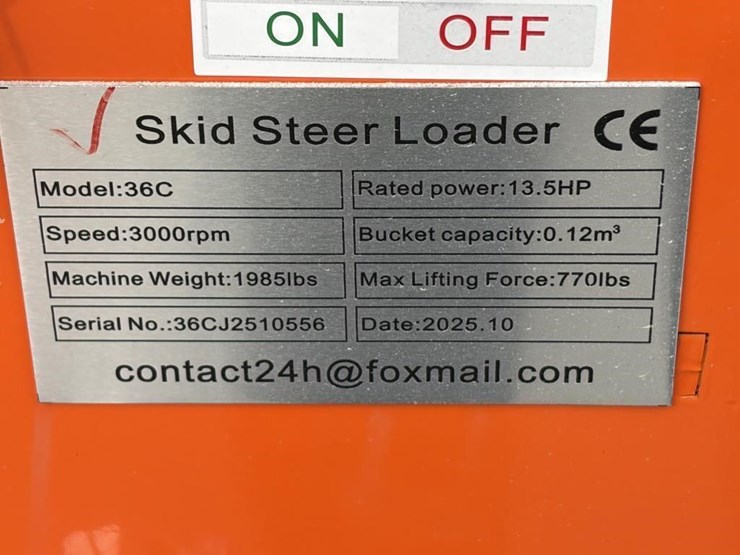 ON OFF
Skid Steer Loader CE
Model:36C Rated power:13.5HP
Speed:3000rpm Bucket capacity:0.12m³
Machine Weight:1985lbs Max Lifting Force:770lbs
Serial No.:36CJ2510556 Date:2025.10
contact24h@foxmail.com